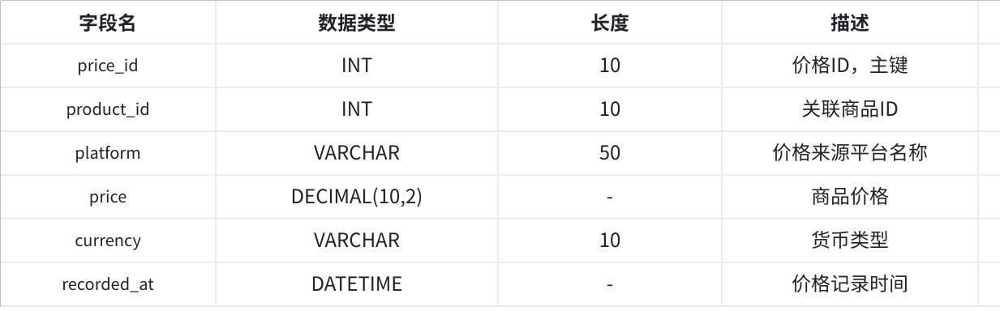 字段名 数据类型 长度 描述
price_id INT 10 价格ID，主键
product_id INT 10 关联商品ID
platform VARCHAR 50 价格来源平台名称
price DECIMAL(10,2) - 商品价格
currency VARCHAR 10 货币类型
recorded_at DATETIME - 价格记录时间